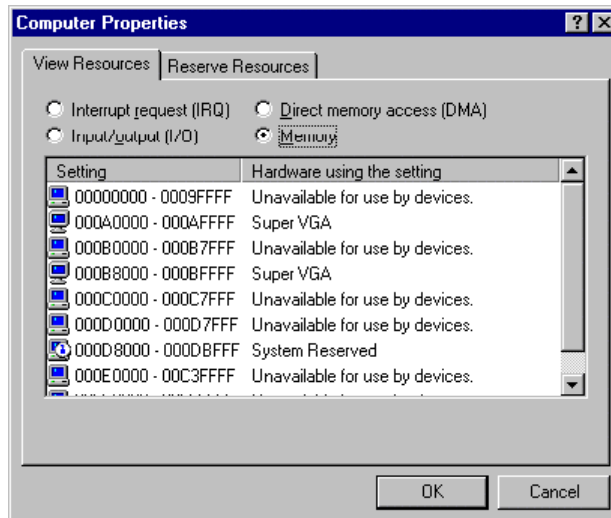 Computer Properties
View Resources Reserve Resources
Interrupt request (IRQ) Direct memory access (DMA)
Input/output (I/O) Memory
Setting Hardware using the setting
00000000 - 0009FFFF Unavailable for use by devices.
000A0000 - 000AFFFF Super VGA
000B0000 - 000B7FFF Unavailable for use by devices.
000B8000 - 000BFFFF Super VGA
000C0000 - 000C7FFF Unavailable for use by devices.
000D0000 - 000D7FFF Unavailable for use by devices.
000D8000 - 000DBFFF System Reserved
000E0000 - 00C3FFFF Unavailable for use by devices.
OK Cancel